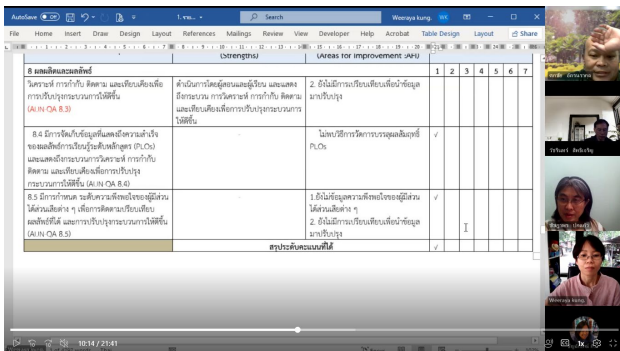 AutoSave Off
1. ราย...
Search
Weeraya kung.
WK
File Home Insert Draw Design Layout References Mailings Review View Developer Help Acrobat Table Design Layout Share
(Strengths) (Areas for Improvement :AFI)
8 ผลผลิตและผลลัพธ์ 1 2 3 4 5 6 7
วิเคราะห์ การกำกับ ติดตาม และเทียบเคียงเพื่อ
การปรับปรุงกระบวนการให้ดีขึ้น
(AUN-QA 8.3)
ดำเนินการโดยผู้สอนและผู้เรียน และแสดง
ถึงกระบวน การวิเคราะห์ การกำกับ ติดตาม
และเทียบเคียงเพื่อการปรับปรุงกระบวนการ
ให้ดีขึ้น
2. ยังไม่มีการเปรียบเทียบเพื่อนำข้อมูล
มาปรับปรุง
8.4 มีการจัดเก็บข้อมูลที่แสดงถึงความสำเร็จ
ของผลลัพธ์การเรียนรู้ระดับหลักสูตร (PLOs)
และแสดงถึงกระบวนการวิเคราะห์ การกำกับ
ติดตาม และเทียบเคียงเพื่อการปรับปรุง
กระบวนการให้ดีขึ้น (AUN-QA 8.4)
-
ไม่พบวิธีการวัดการบรรลุผลสัมฤทธิ์
PLOs
√
8.5 มีการกำหนด ระดับความพึงพอใจของผู้มีส่วน
ได้ส่วนเสียต่าง ๆ เพื่อการติดตามเปรียบเทียบ
ผลลัพธ์ที่ได้ และการปรับปรุงกระบวนการให้ดีขึ้น
(AUN-QA 8.5)
-
1.ยังไม่ข้อมูลความพึงพอใจของผู้มีส่วน
ได้ส่วนเสียต่าง ๆ
2. ยังไม่มีการเปรียบเทียบเพื่อนำข้อมูล
มาปรับปรุง
√
สรุประดับคะแนนที่ได้ √
Weeraya kung.
10:14 / 21:41
1x